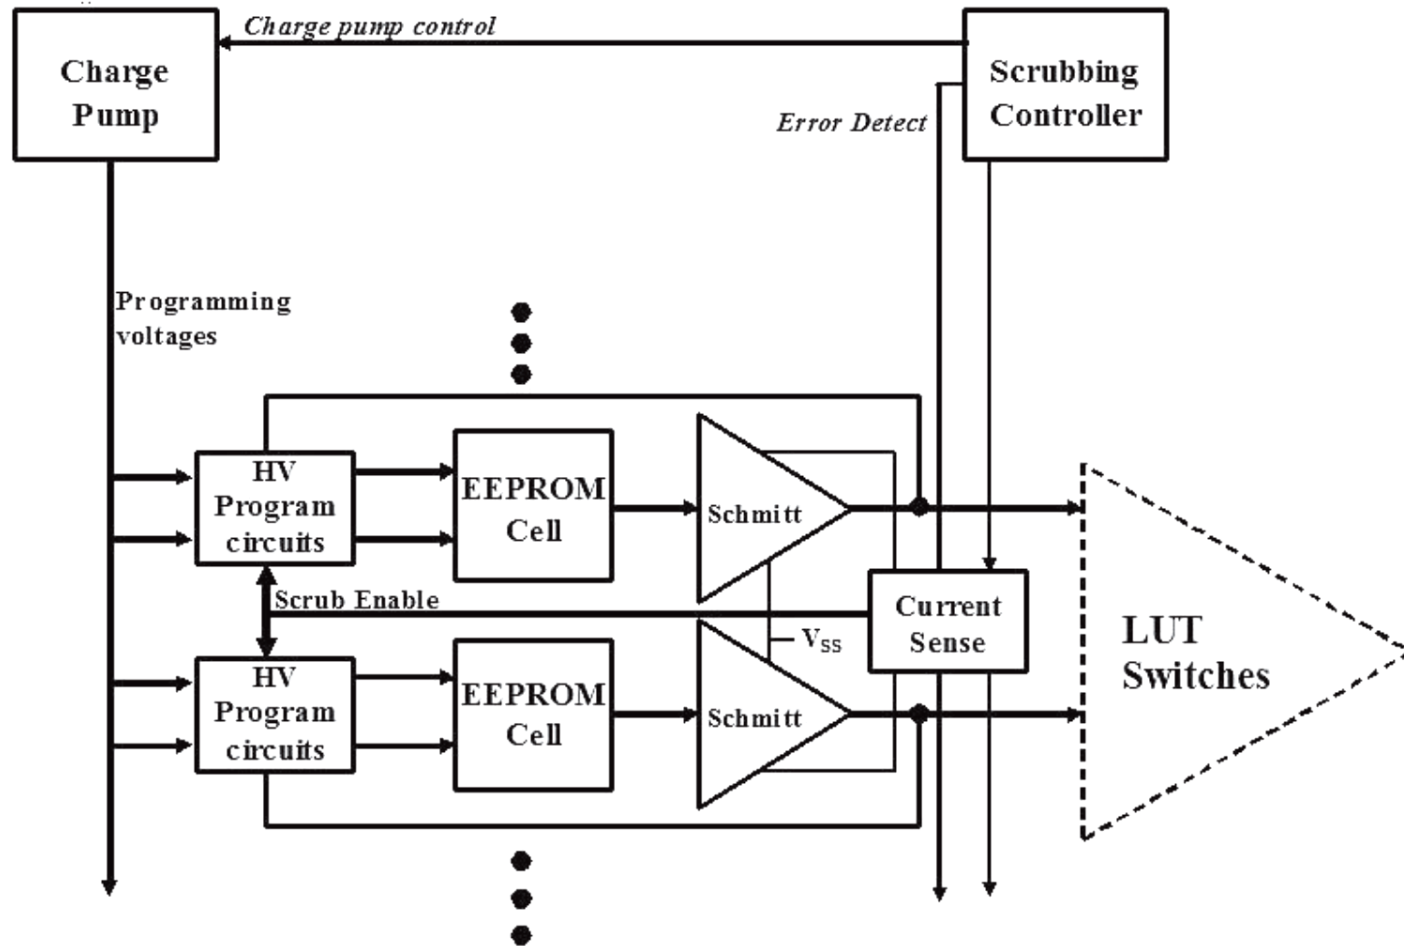 Charge pump control
Charge
Pump
Scrubbing
Controller
Error Detect
Programming
voltages
HV
Program
circuits
EEPROM
Cell
Schmitt
Scrub Enable
Current
Sense
VSS
LUT
Switches
HV
Program
circuits
EEPROM
Cell
Schmitt